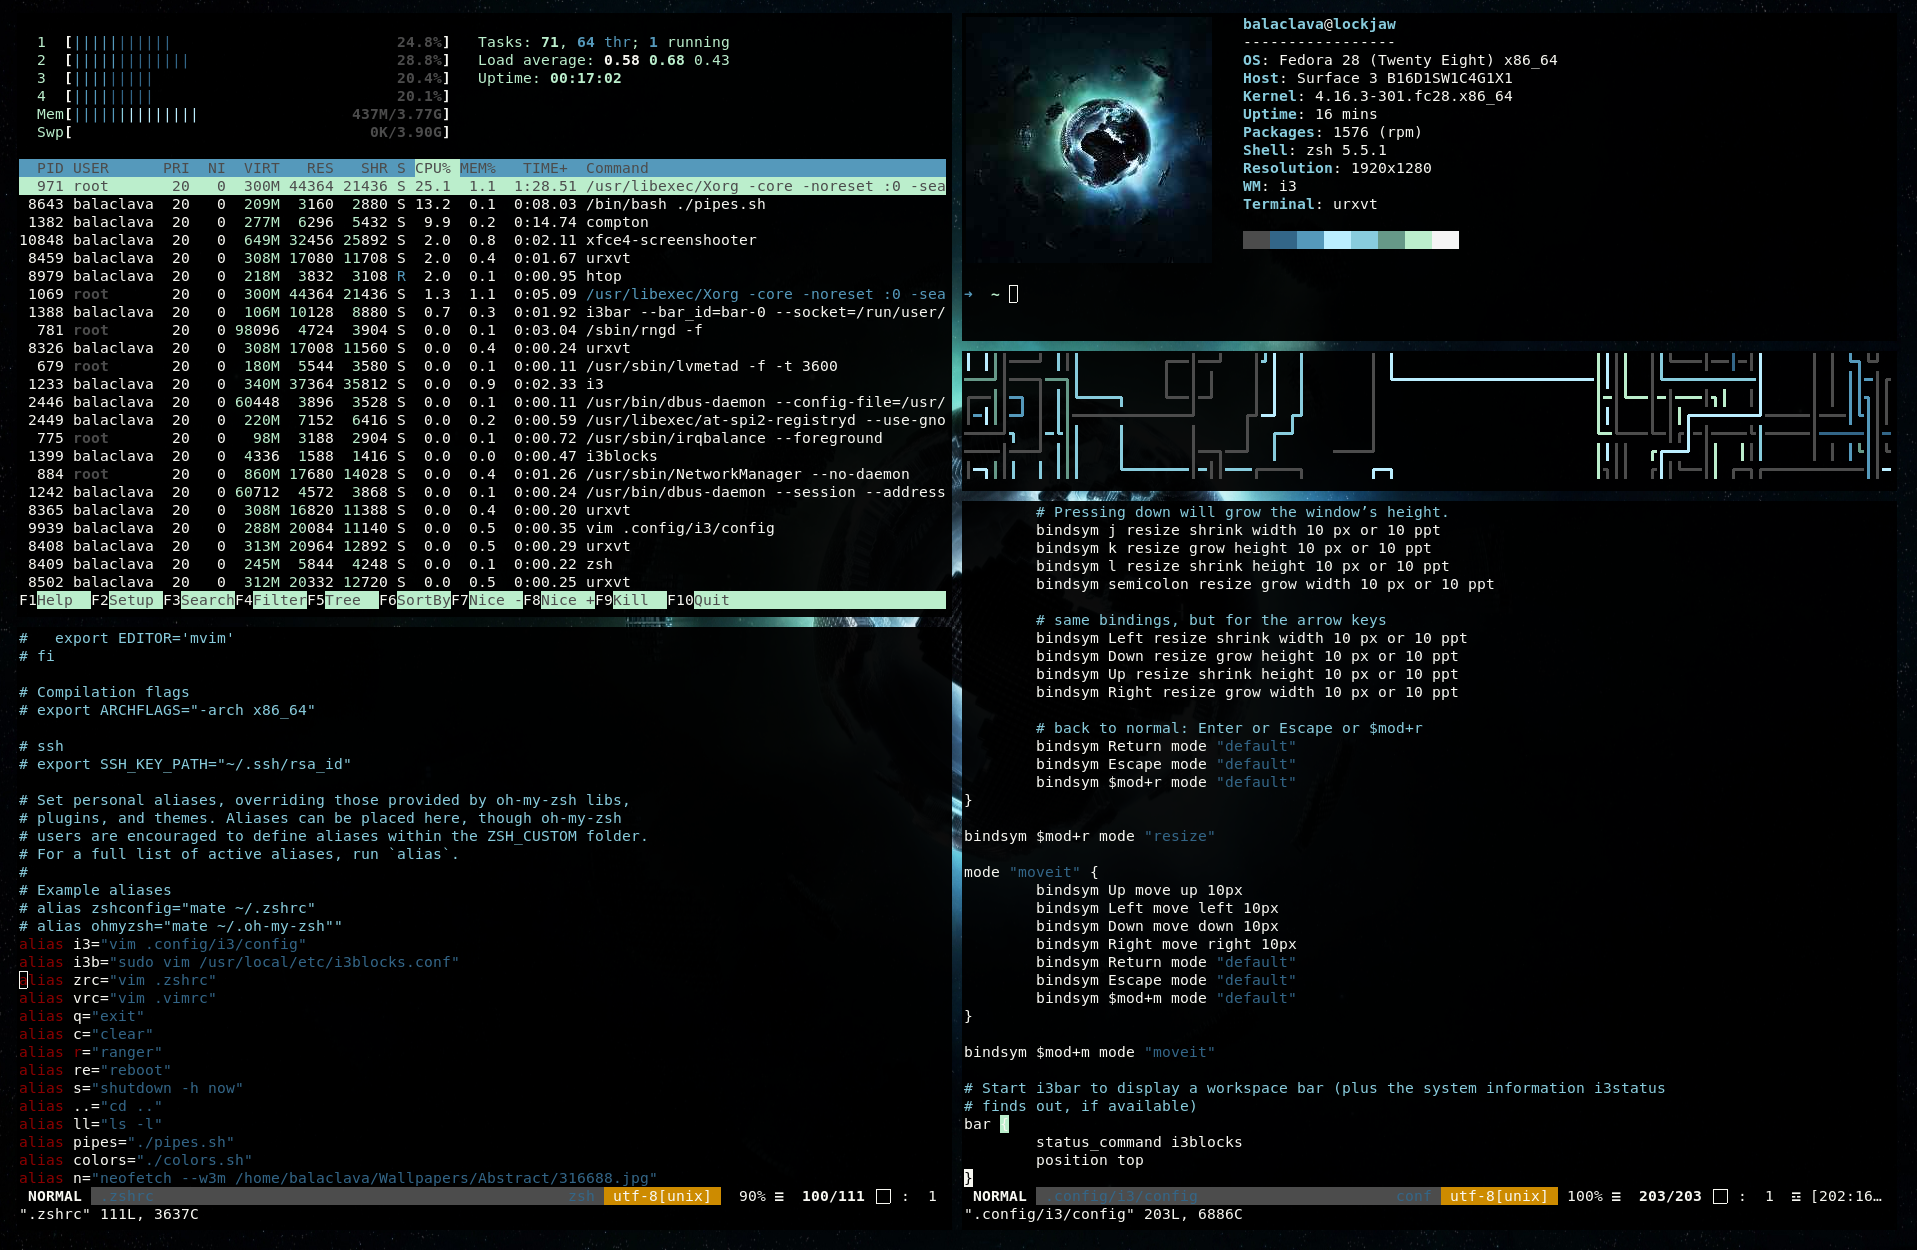 1  [||||||||||| 24.8%]   Tasks: 71, 64 thr; 1 running
2  [||||||||||||| 28.8%]   Load average: 0.58 0.68 0.43
3  [||||||||| 20.4%]   Uptime: 00:17:02
4  [||||||||| 20.1%]
Mem[|||||||||||||| 437M/3.77G]
Swp[ 0K/3.90G]
PID USER PRI NI VIRT RES SHR S CPU% MEM% TIME+ Command
971 root 20 0 300M 44364 21436 S 25.1 1.1 1:28.51 /usr/libexec/Xorg -core -noreset :0 -sea
8643 balaclava 20 0 209M 3160 2880 S 13.2 0.1 0:08.03 /bin/bash ./pipes.sh
1382 balaclava 20 0 277M 6296 5432 S 9.9 0.2 0:14.74 compton
10848 balaclava 20 0 649M 32456 25892 S 2.0 0.8 0:02.11 xfce4-screenshooter
8459 balaclava 20 0 308M 17080 11708 S 2.0 0.4 0:01.67 urxvt
8979 balaclava 20 0 218M 3832 3108 R 2.0 0.1 0:00.95 htop
1069 root 20 0 300M 44364 21436 S 1.3 1.1 0:05.09 /usr/libexec/Xorg -core -noreset :0 -sea
1388 balaclava 20 0 106M 10128 8880 S 0.7 0.3 0:01.92 i3bar --bar_id=bar-0 --socket=/run/user/
781 root 20 0 98096 4724 3904 S 0.0 0.1 0:03.04 /sbin/rngd -f
8326 balaclava 20 0 308M 17008 11560 S 0.0 0.4 0:00.24 urxvt
679 root 20 0 180M 5544 3580 S 0.0 0.1 0:00.11 /usr/sbin/lvmetad -f -t 3600
1233 balaclava 20 0 340M 37364 35812 S 0.0 0.9 0:02.33 i3
2446 balaclava 20 0 60448 3896 3528 S 0.0 0.1 0:00.11 /usr/bin/dbus-daemon --config-file=/usr/
2449 balaclava 20 0 220M 7152 6416 S 0.0 0.2 0:00.59 /usr/libexec/at-spi2-registryd --use-gno
775 root 20 0 98M 3188 2904 S 0.0 0.1 0:00.72 /usr/sbin/irqbalance --foreground
1399 balaclava 20 0 4336 1588 1416 S 0.0 0.0 0:00.47 i3blocks
884 root 20 0 860M 17680 14028 S 0.0 0.4 0:01.26 /usr/sbin/NetworkManager --no-daemon
1242 balaclava 20 0 60712 4572 3868 S 0.0 0.1 0:00.24 /usr/bin/dbus-daemon --session --address
8365 balaclava 20 0 308M 16820 11388 S 0.0 0.4 0:00.20 urxvt
9939 balaclava 20 0 288M 20084 11140 S 0.0 0.5 0:00.35 vim .config/i3/config
8408 balaclava 20 0 313M 20964 12892 S 0.0 0.5 0:00.29 urxvt
8409 balaclava 20 0 245M 5844 4248 S 0.0 0.1 0:00.22 zsh
8502 balaclava 20 0 312M 20332 12720 S 0.0 0.5 0:00.25 urxvt
F1Help F2Setup F3SearchF4FilterF5Tree F6SortByF7Nice -F8Nice +F9Kill F10Quit
balaclava@lockjaw
-----------------
OS: Fedora 28 (Twenty Eight) x86_64
Host: Surface 3 B16D1SW1C4G1X1
Kernel: 4.16.3-301.fc28.x86_64
Uptime: 16 mins
Packages: 1576 (rpm)
Shell: zsh 5.5.1
Resolution: 1920x1280
WM: i3
Terminal: urxvt
➜  ~
#   export EDITOR='mvim'
# fi
# Compilation flags
# export ARCHFLAGS="-arch x86_64"
# ssh
# export SSH_KEY_PATH="~/.ssh/rsa_id"
# Set personal aliases, overriding those provided by oh-my-zsh libs,
# plugins, and themes. Aliases can be placed here, though oh-my-zsh
# users are encouraged to define aliases within the ZSH_CUSTOM folder.
# For a full list of active aliases, run `alias`.
#
# Example aliases
# alias zshconfig="mate ~/.zshrc"
# alias ohmyzsh="mate ~/.oh-my-zsh""
alias i3="vim .config/i3/config"
alias i3b="sudo vim /usr/local/etc/i3blocks.conf"
alias zrc="vim .zshrc"
alias vrc="vim .vimrc"
alias q="exit"
alias c="clear"
alias r="ranger"
alias re="reboot"
alias s="shutdown -h now"
alias ..="cd .."
alias ll="ls -l"
alias pipes="./pipes.sh"
alias colors="./colors.sh"
alias n="neofetch --w3m /home/balaclava/Wallpapers/Abstract/316688.jpg"
NORMAL .zshrc zsh utf-8[unix] 90% ☰ 100/111 : 1
".zshrc" 111L, 3637C
# Pressing down will grow the window’s height.
bindsym j resize shrink width 10 px or 10 ppt
bindsym k resize grow height 10 px or 10 ppt
bindsym l resize shrink height 10 px or 10 ppt
bindsym semicolon resize grow width 10 px or 10 ppt
# same bindings, but for the arrow keys
bindsym Left resize shrink width 10 px or 10 ppt
bindsym Down resize grow height 10 px or 10 ppt
bindsym Up resize shrink height 10 px or 10 ppt
bindsym Right resize grow width 10 px or 10 ppt
# back to normal: Enter or Escape or $mod+r
bindsym Return mode "default"
bindsym Escape mode "default"
bindsym $mod+r mode "default"
}
bindsym $mod+r mode "resize"
mode "moveit" {
bindsym Up move up 10px
bindsym Left move left 10px
bindsym Down move down 10px
bindsym Right move right 10px
bindsym Return mode "default"
bindsym Escape mode "default"
bindsym $mod+m mode "default"
}
bindsym $mod+m mode "moveit"
# Start i3bar to display a workspace bar (plus the system information i3status
# finds out, if available)
bar {
status_command i3blocks
position top
}
NORMAL .config/i3/config conf utf-8[unix] 100% ☰ 203/203 : 1 ☲ [202:16…
".config/i3/config" 203L, 6886C